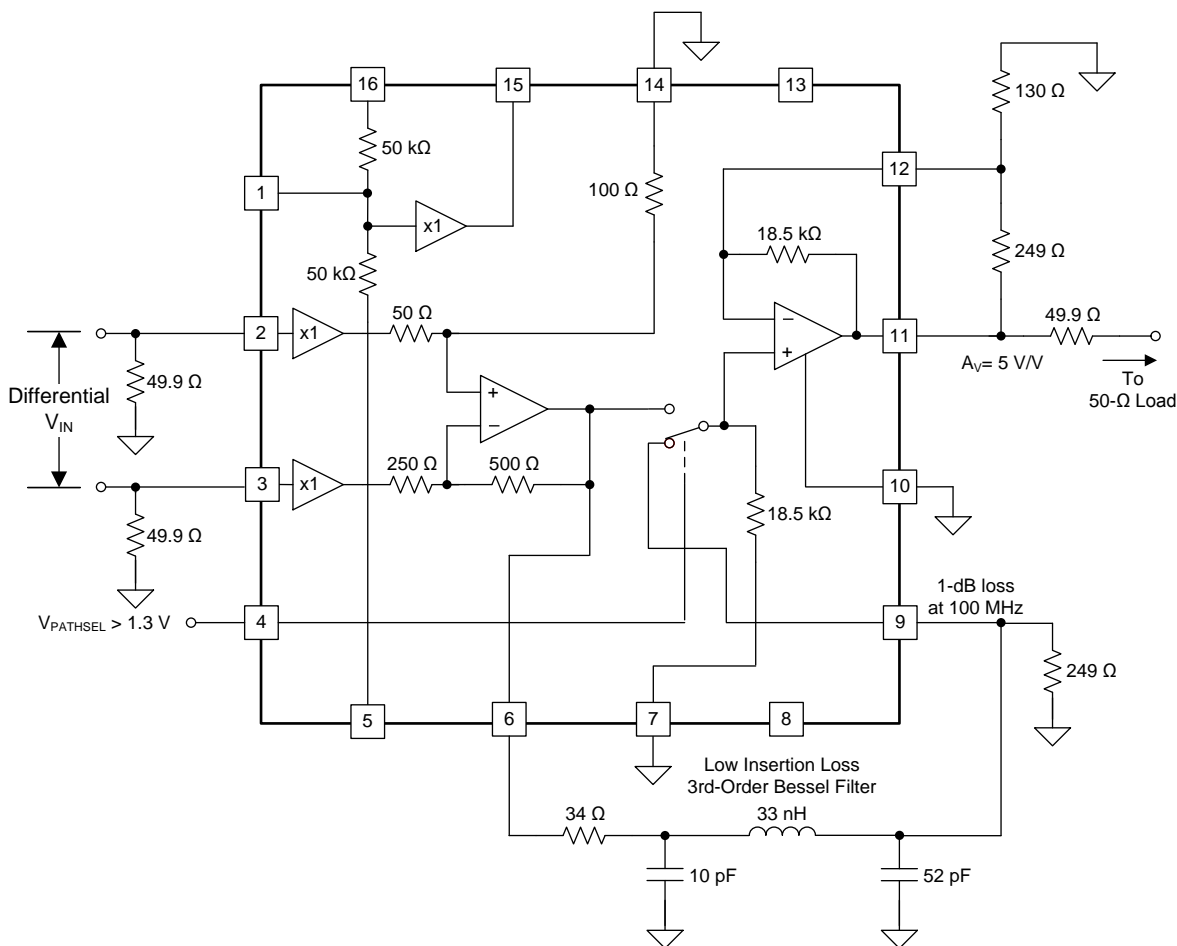 16
15
14
13
130 Ω
50 kΩ
1
100 Ω
12
x1
18.5 kΩ
249 Ω
50 kΩ
50 Ω
2
x1
−
+
11
49.9 Ω
A_V= 5 V/V
To
50-Ω Load
Differential
V_IN
49.9 Ω
+
−
250 Ω
500 Ω
3
x1
10
49.9 Ω
18.5 kΩ
1-dB loss
at 100 MHz
V_PATHSEL > 1.3 V
4
9
249 Ω
5
6
7
8
Low Insertion Loss
3rd-Order Bessel Filter
34 Ω
33 nH
10 pF
52 pF